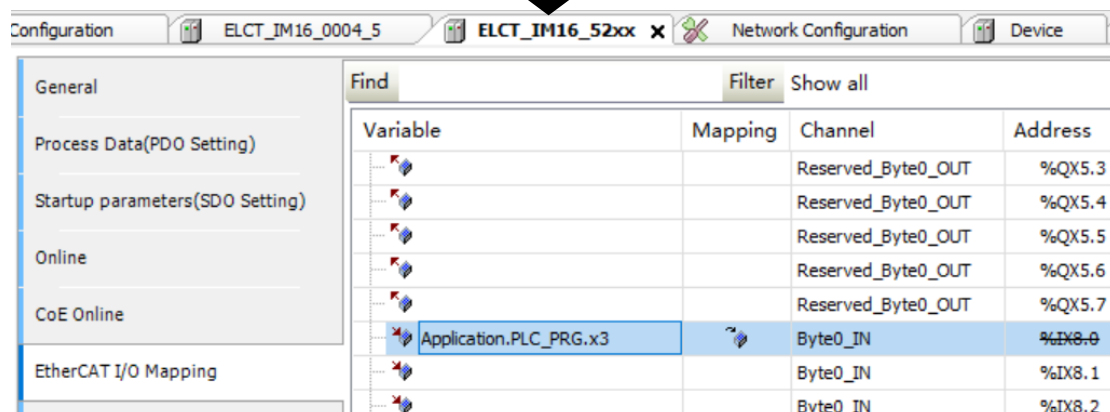 Configuration ELCT_IM16_0004_5 ELCT_IM16_52xx x Network Configuration Device
General
Process Data(PDO Setting)
Startup parameters(SDO Setting)
Online
CoE Online
EtherCAT I/O Mapping
Find Filter Show all
Variable Mapping Channel Address
Reserved_Byte0_OUT %QX5.3
Reserved_Byte0_OUT %QX5.4
Reserved_Byte0_OUT %QX5.5
Reserved_Byte0_OUT %QX5.6
Reserved_Byte0_OUT %QX5.7
Application.PLC_PRG.x3 Byte0_IN %IX8.0
Byte0_IN %IX8.1
Byte0_IN %IX8.2